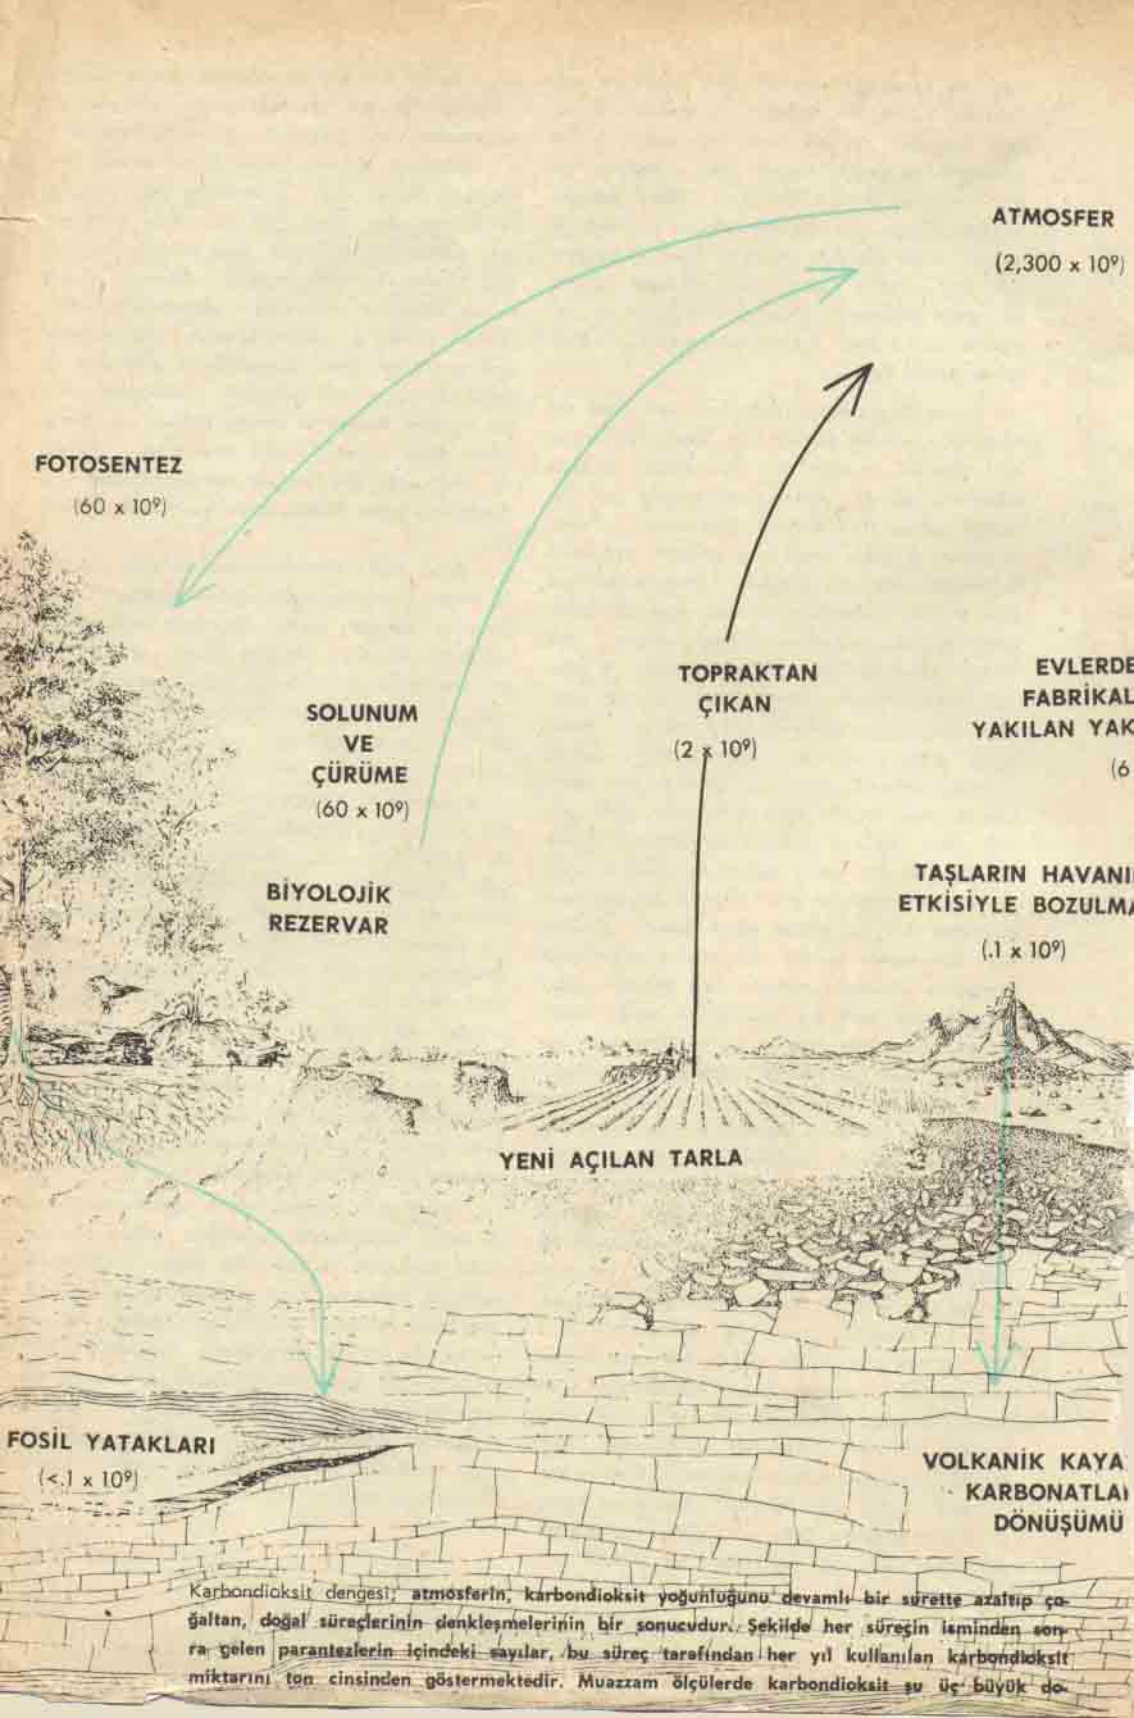 ATMOSFER
(2,300 x 10⁹)
FOTOSENTEZ
(60 x 10⁹)
TOPRAKTAN
ÇIKAN
(2 x 10⁹)
EVLERDE
FABRİKAL
YAKILAN YAK
(6
SOLUNUM
VE
ÇÜRÜME
(60 x 10⁹)
BİYOLOJİK
REZERVAR
TAŞLARIN HAVANI
ETKİSİYLE BOZULMA
(.1 x 10⁹)
YENİ AÇILAN TARLA
FOSİL YATAKLARI
(<.1 x 10⁹)
VOLKANİK KAYA
KARBONATLA
DÖNÜŞÜMÜ
Karbondioksit dengesi; atmosferin, karbondioksit yoğunluğunu devamlı bir surette azaltıp ço-
ğaltan, doğal süreçlerinin denkleşmelerinin bir sonucudur. Şekilde her süreçin isminden son-
ra gelen parantezlerin içindeki sayılar, bu süreç tarafından her yıl kullanılan karbondioksit
miktarını ton cinsinden göstermektedir. Muazzam ölçülerde karbondioksit şu üç büyük do-